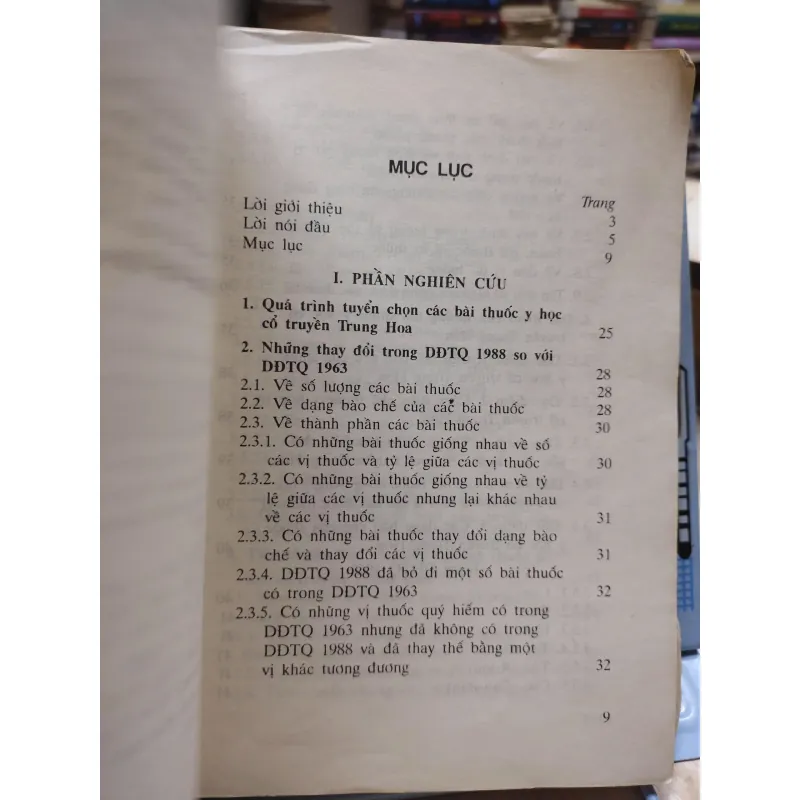 MỤC LỤC
Trang
Lời giới thiệu 3
Lời nói đầu 5
Mục lục 9
I. PHẦN NGHIÊN CỨU
1. Quá trình tuyển chọn các bài thuốc y học
cổ truyền Trung Hoa 25
2. Những thay đổi trong DĐTQ 1988 so với
DĐTQ 1963 28
2.1. Về số lượng các bài thuốc 28
2.2. Về dạng bào chế của các bài thuốc 28
2.3. Về thành phần các bài thuốc 30
2.3.1. Có những bài thuốc giống nhau về số
các vị thuốc và tỷ lệ giữa các vị thuốc 30
2.3.2. Có những bài thuốc giống nhau về tỷ
lệ giữa các vị thuốc nhưng lại khác nhau
về các vị thuốc 31
2.3.3. Có những bài thuốc thay đổi dạng bào
chế và thay đổi các vị thuốc 31
2.3.4. DĐTQ 1988 đã bỏ đi một số bài thuốc
có trong DĐTQ 1963 32
2.3.5. Có những vị thuốc quý hiếm có trong
DĐTQ 1963 nhưng đã không có trong
DĐTQ 1988 và đã thay thế bằng một
vị khác tương đương 32
9